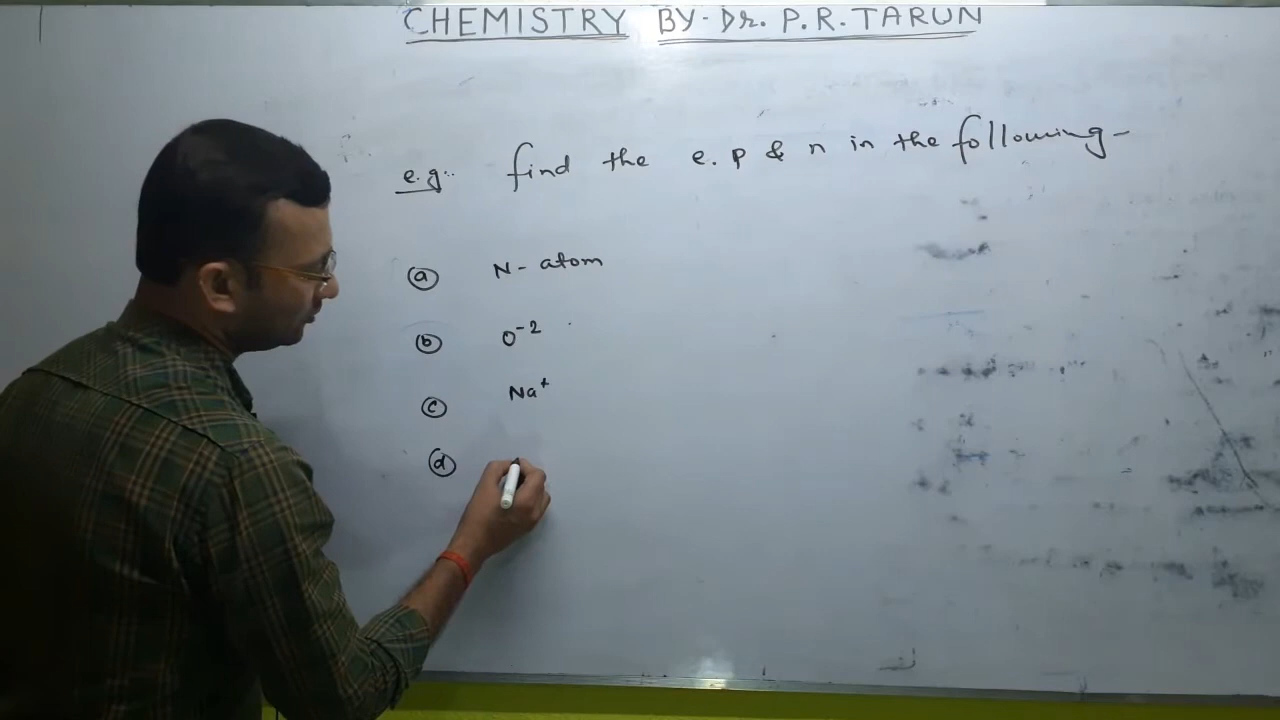 CHEMISTRY BY- Dr. P.R. TARUN
e.g:- find the e. p & n in the following-
(a) N- atom
(b) O⁻²
(c) Na⁺
(d)